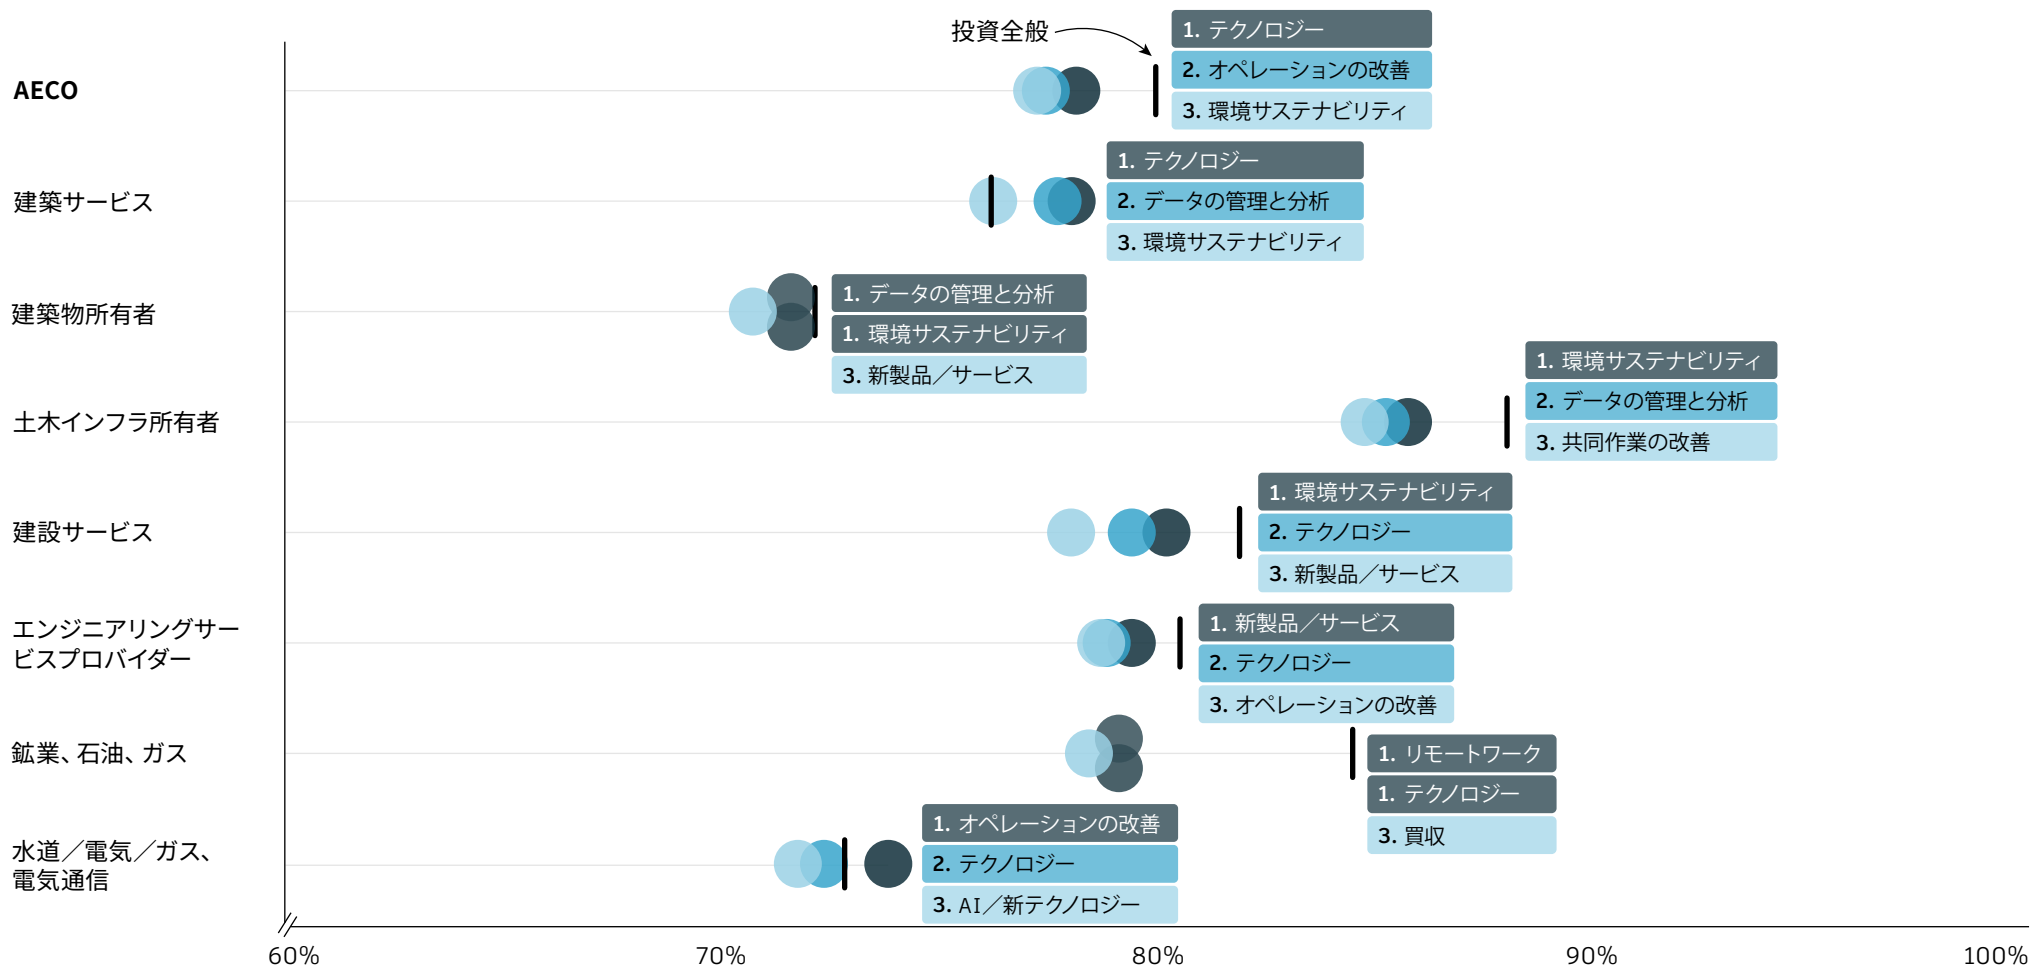 投資全般
AECO
1. テクノロジー
2. オペレーションの改善
3. 環境サステナビリティ
建築サービス
1. テクノロジー
2. データの管理と分析
3. 環境サステナビリティ
建築物所有者
1. データの管理と分析
1. 環境サステナビリティ
3. 新製品／サービス
土木インフラ所有者
1. 環境サステナビリティ
2. データの管理と分析
3. 共同作業の改善
建設サービス
1. 環境サステナビリティ
2. テクノロジー
3. 新製品／サービス
エンジニアリングサー
ビスプロバイダー
1. 新製品／サービス
2. テクノロジー
3. オペレーションの改善
鉱業、石油、ガス
1. リモートワーク
1. テクノロジー
3. 買収
水道／電気／ガス、
電気通信
1. オペレーションの改善
2. テクノロジー
3. AI／新テクノロジー
60% 70% 80% 90% 100%